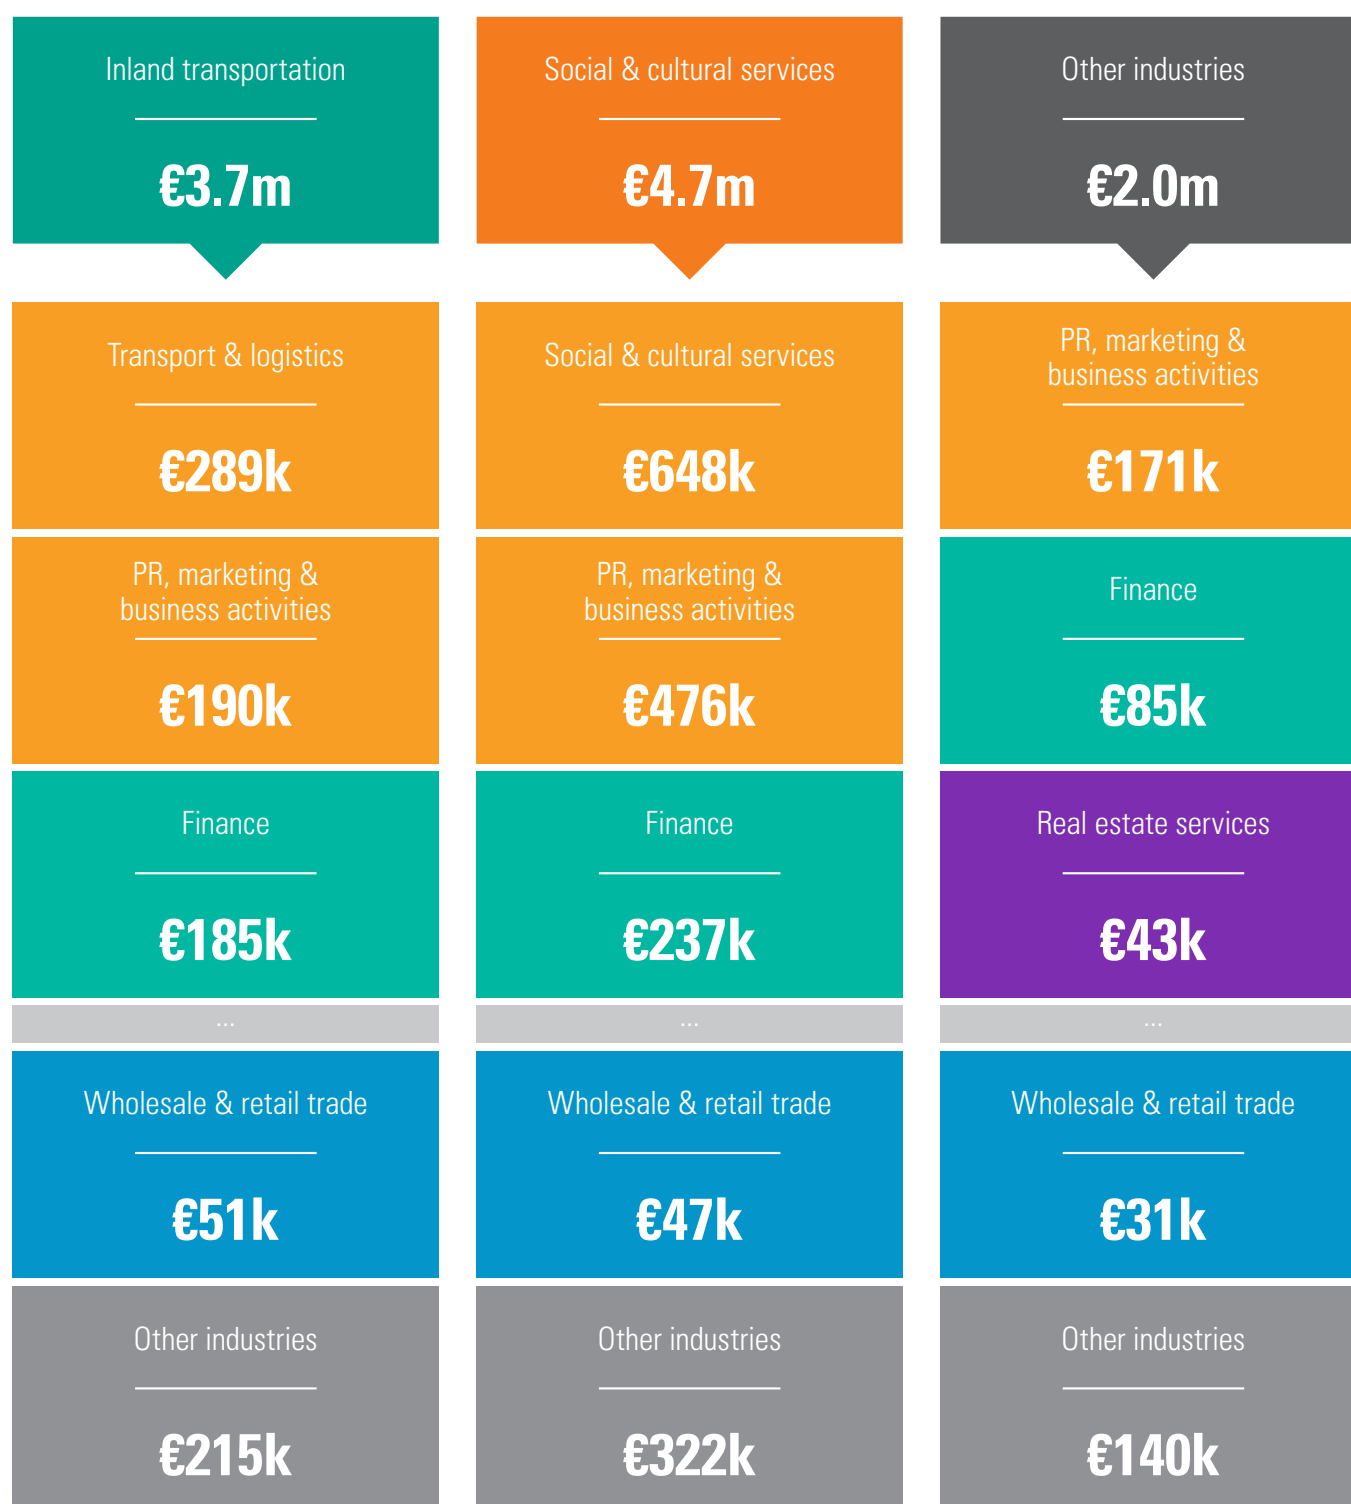 Inland transportation
€3.7m
Transport & logistics
€289k
PR, marketing &
business activities
€190k
Finance
€185k
...
Wholesale & retail trade
€51k
Other industries
€215k
Social & cultural services
€4.7m
Social & cultural services
€648k
PR, marketing &
business activities
€476k
Finance
€237k
...
Wholesale & retail trade
€47k
Other industries
€322k
Other industries
€2.0m
PR, marketing &
business activities
€171k
Finance
€85k
Real estate services
€43k
...
Wholesale & retail trade
€31k
Other industries
€140k